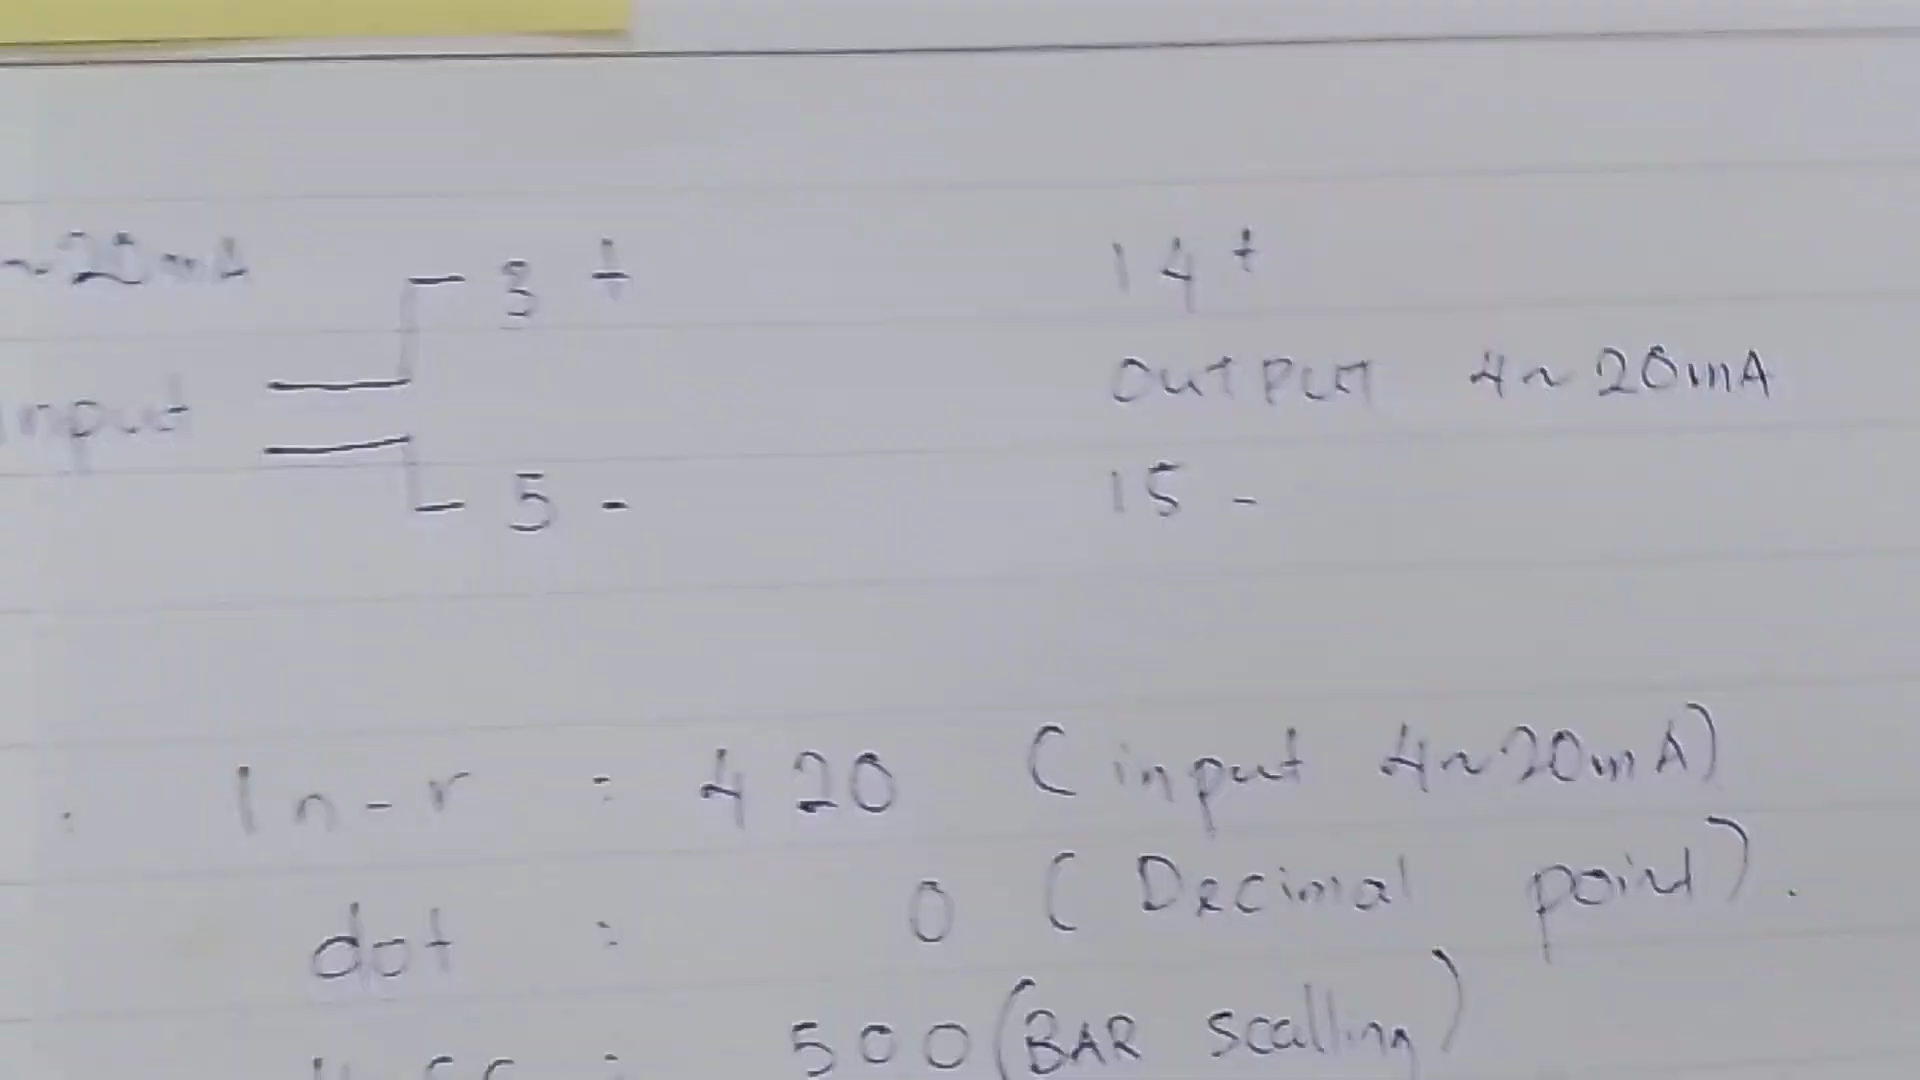 ~20mA 3 + 14 +
input OUTPUT 4~20mA
5 - 15 -
In-r : 420 (input 4~20mA)
dot : 0 (Decimal point).
: 500 (BAR scalling)